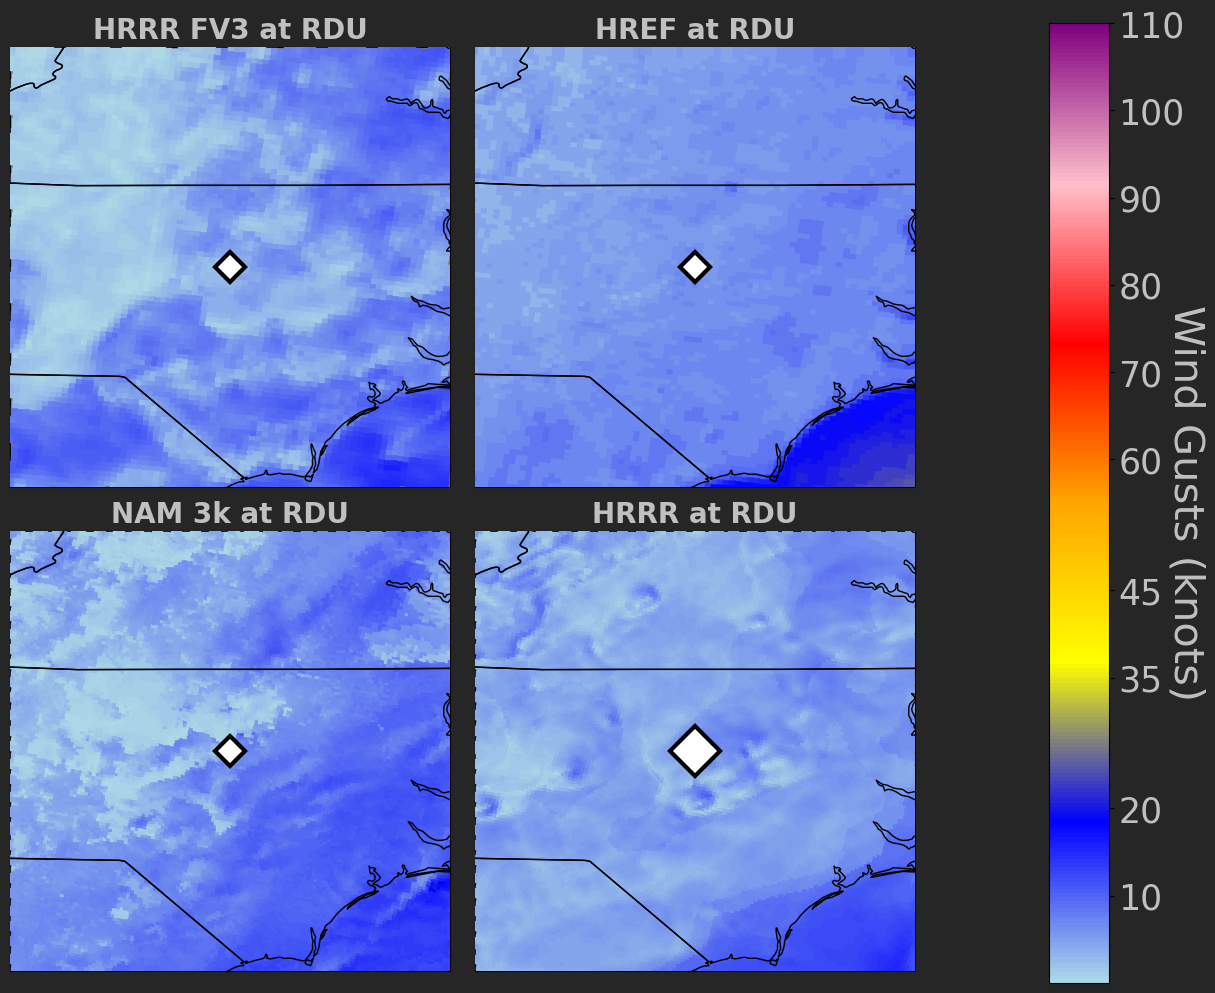 HRRR FV3 at RDU
HREF at RDU
NAM 3k at RDU
HRRR at RDU
110
100
90
80
70
60
45
35
20
10
Wind Gusts (knots)